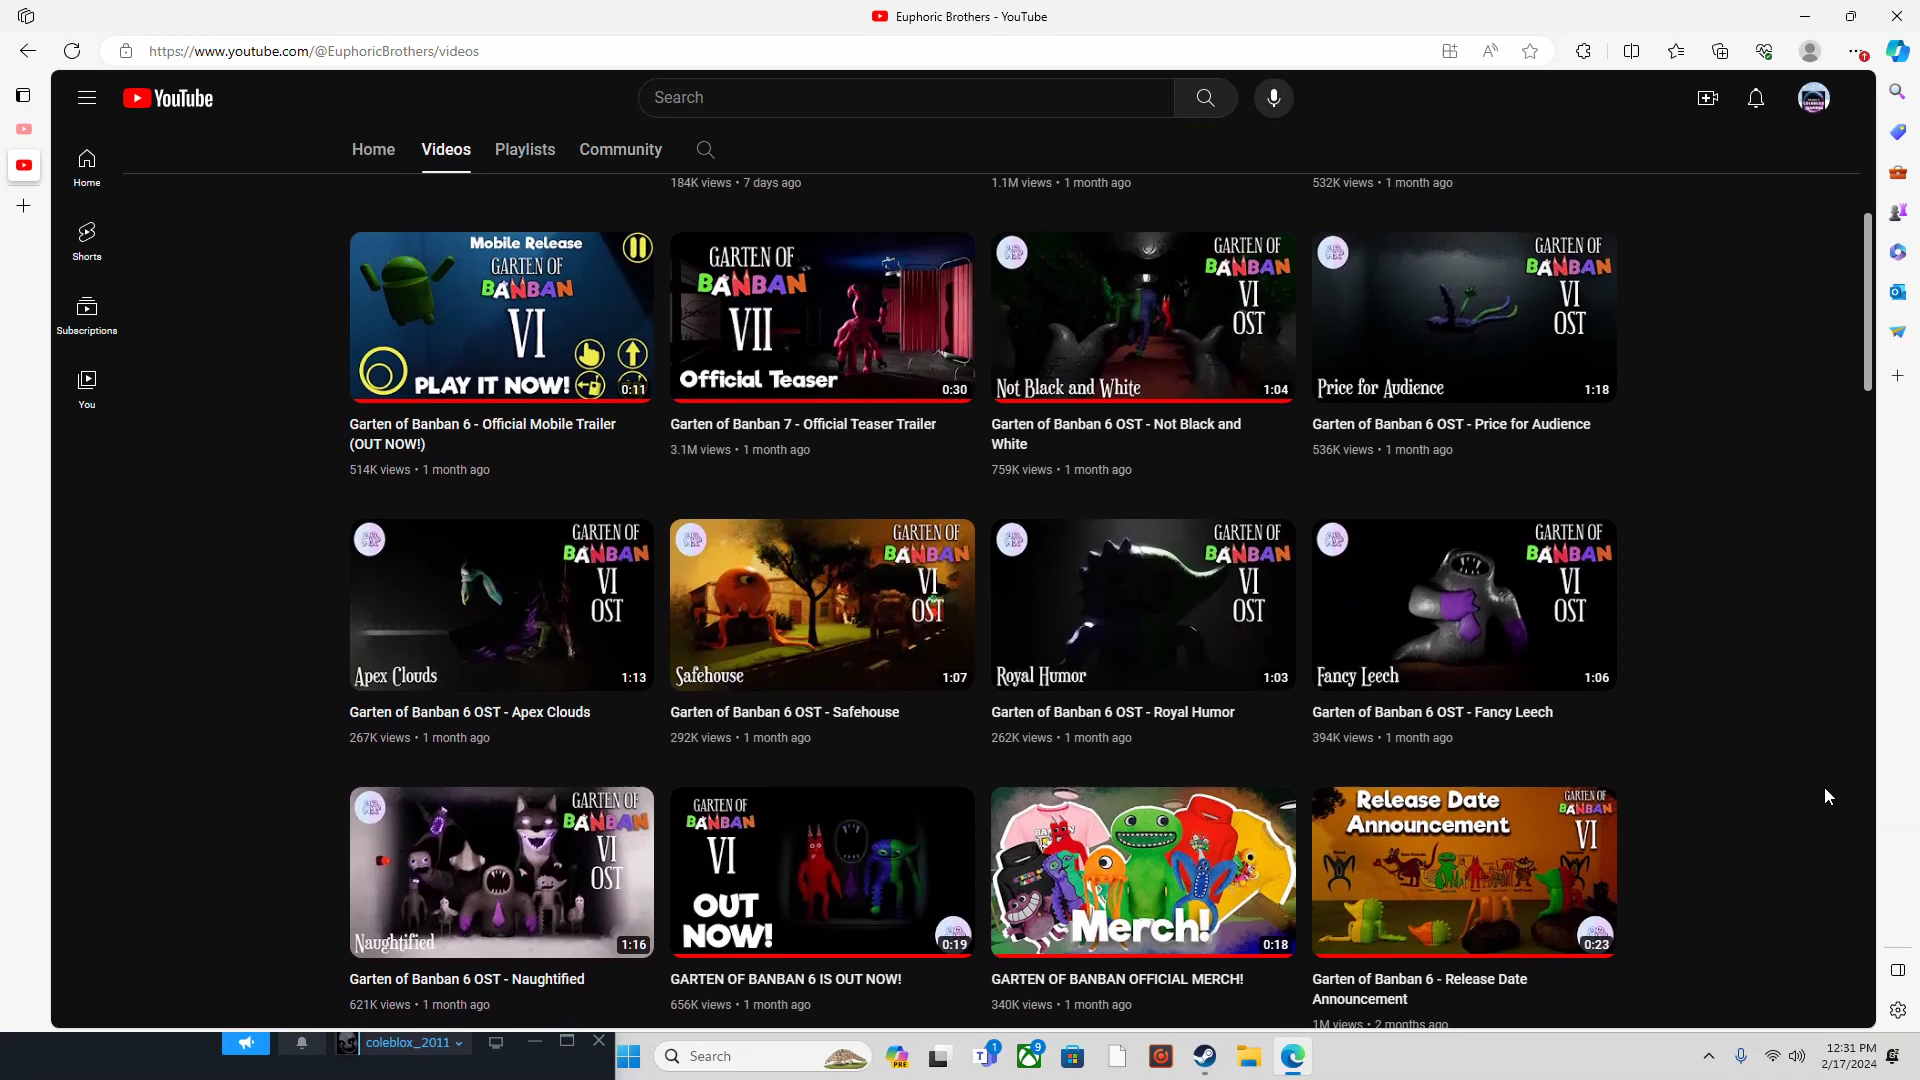 Euphoric Brothers - YouTube
https://www.youtube.com/@EuphoricBrothers/videos
YouTube
Search
Home
Videos
Playlists
Community
Home
Shorts
Subscriptions
You
184K views • 7 days ago
1.1M views • 1 month ago
532K views • 1 month ago
Mobile Release
GARTEN OF
BANBAN
VI
PLAY IT NOW!
0:11
Garten of Banban 6 - Official Mobile Trailer
(OUT NOW!)
514K views • 1 month ago
GARTEN OF
BANBAN
VII
Official Teaser
0:30
Garten of Banban 7 - Official Teaser Trailer
3.1M views • 1 month ago
GARTEN OF
BANBAN
VI
OST
Not Black and White
1:04
Garten of Banban 6 OST - Not Black and
White
759K views • 1 month ago
GARTEN OF
BANBAN
VI
OST
Price for Audience
1:18
Garten of Banban 6 OST - Price for Audience
536K views • 1 month ago
GARTEN OF
BANBAN
VI
OST
Apex Clouds
1:13
Garten of Banban 6 OST - Apex Clouds
267K views • 1 month ago
GARTEN OF
BANBAN
VI
OST
Safehouse
1:07
Garten of Banban 6 OST - Safehouse
292K views • 1 month ago
GARTEN OF
BANBAN
VI
OST
Royal Humor
1:03
Garten of Banban 6 OST - Royal Humor
262K views • 1 month ago
GARTEN OF
BANBAN
VI
OST
Fancy Leech
1:06
Garten of Banban 6 OST - Fancy Leech
394K views • 1 month ago
GARTEN OF
BANBAN
VI
OST
Naughtified
1:16
Garten of Banban 6 OST - Naughtified
621K views • 1 month ago
GARTEN OF
BANBAN
VI
OUT
NOW!
0:19
GARTEN OF BANBAN 6 IS OUT NOW!
656K views • 1 month ago
Merch!
0:18
GARTEN OF BANBAN OFFICIAL MERCH!
340K views • 1 month ago
Release Date
Announcement
GARTEN OF
BANBAN
VI
0:23
Garten of Banban 6 - Release Date
Announcement
1M views • 2 months ago
coleblox_2011
Search
PRE
1
9
12:31 PM
2/17/2024